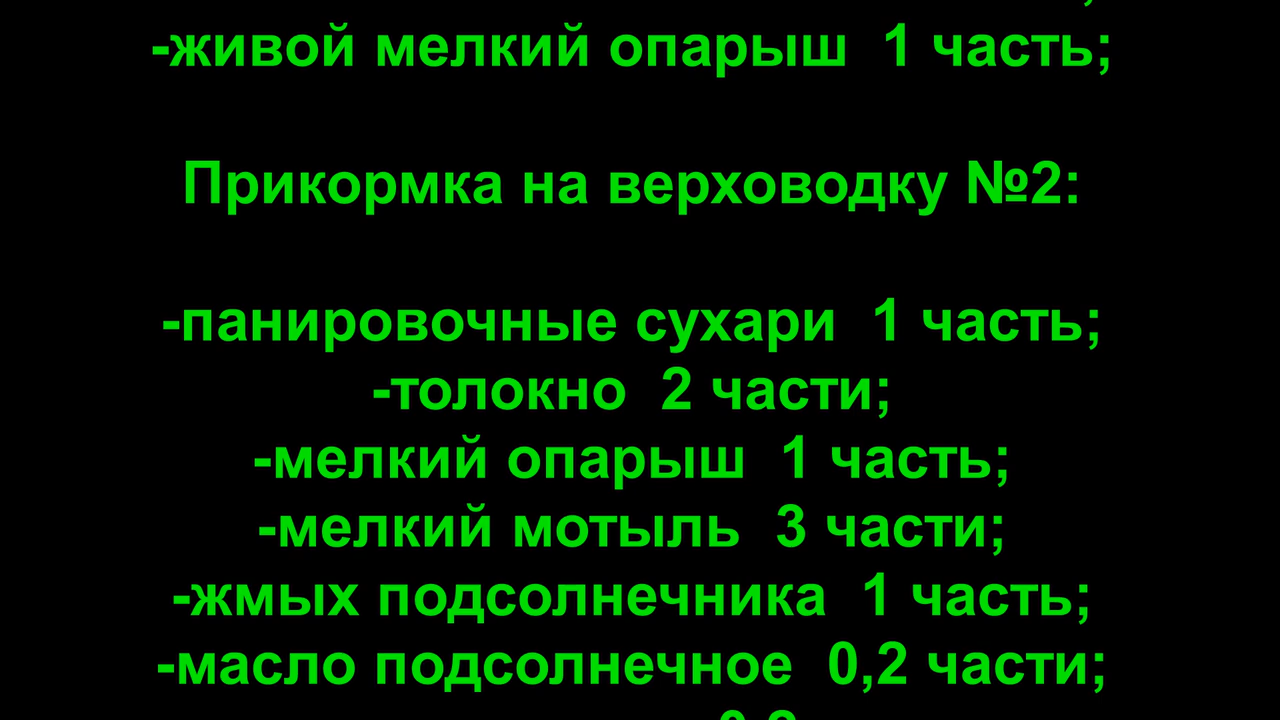 -живой мелкий опарыш 1 часть;
Прикормка на верховодку №2:
-панировочные сухари 1 часть;
-толокно 2 части;
-мелкий опарыш 1 часть;
-мелкий мотыль 3 части;
-жмых подсолнечника 1 часть;
-масло подсолнечное 0,2 части;